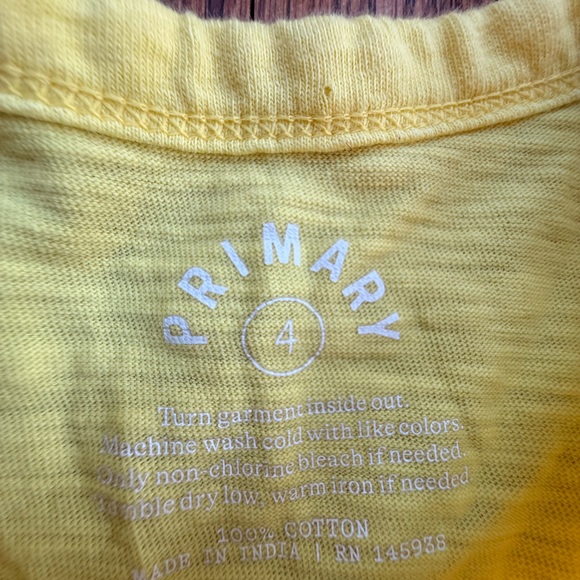 PRIMARY
4
Turn garment inside out.
Machine wash cold with like colors.
Only non-chlorine bleach if needed.
Tumble dry low, warm iron if needed
100% COTTON
MADE IN INDIA | RN 145938